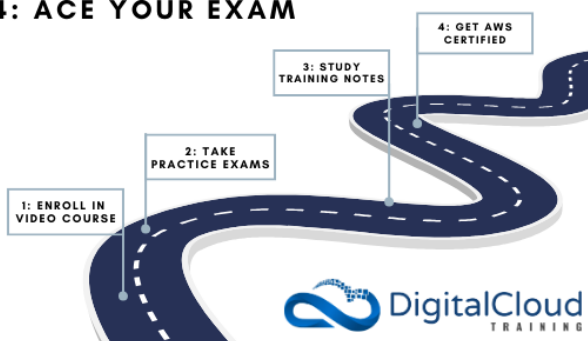 4: ACE YOUR EXAM
4: GET AWS
CERTIFIED
3: STUDY
TRAINING NOTES
2: TAKE
PRACTICE EXAMS
1: ENROLL IN
VIDEO COURSE
DigitalCloud
TRAINING